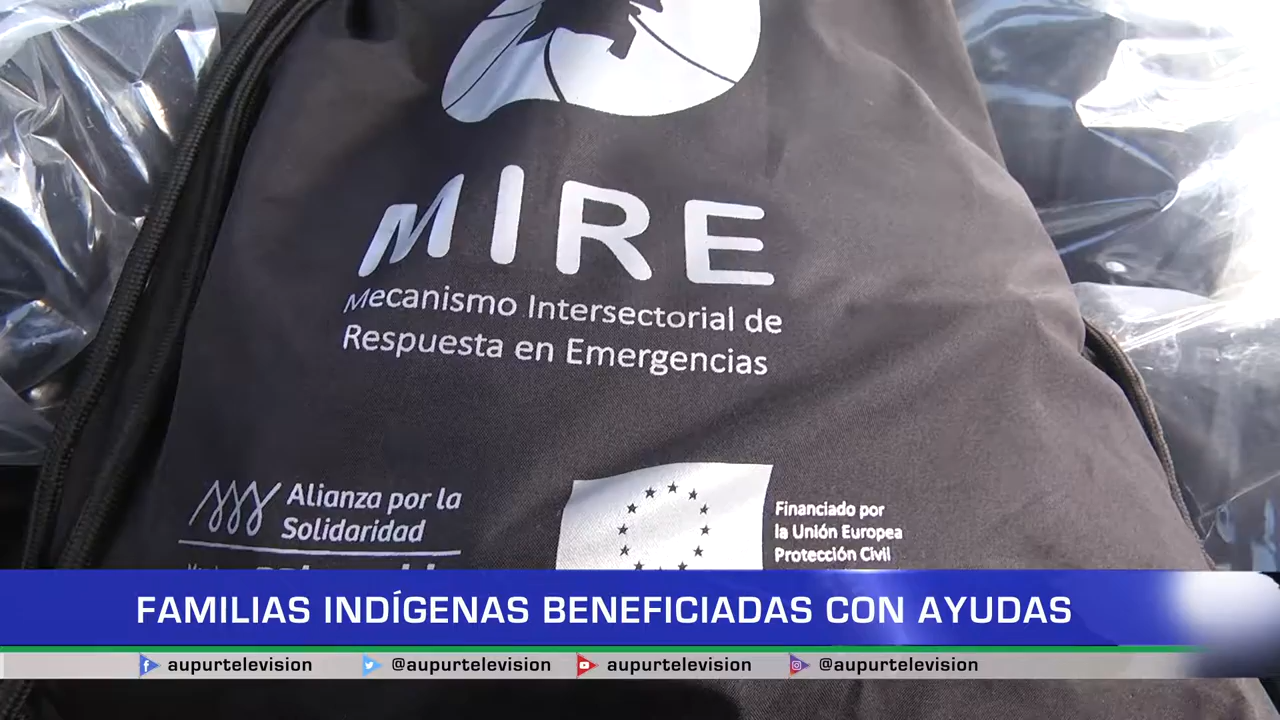 MIRE
Mecanismo Intersectorial de
Respuesta en Emergencias
Alianza por la
Solidaridad
Financiado por
la Unión Europea
Protección Civil
FAMILIAS INDÍGENAS BENEFICIADAS CON AYUDAS
aupurtelevision
@aupurtelevision
aupurtelevision
@aupurtelevision